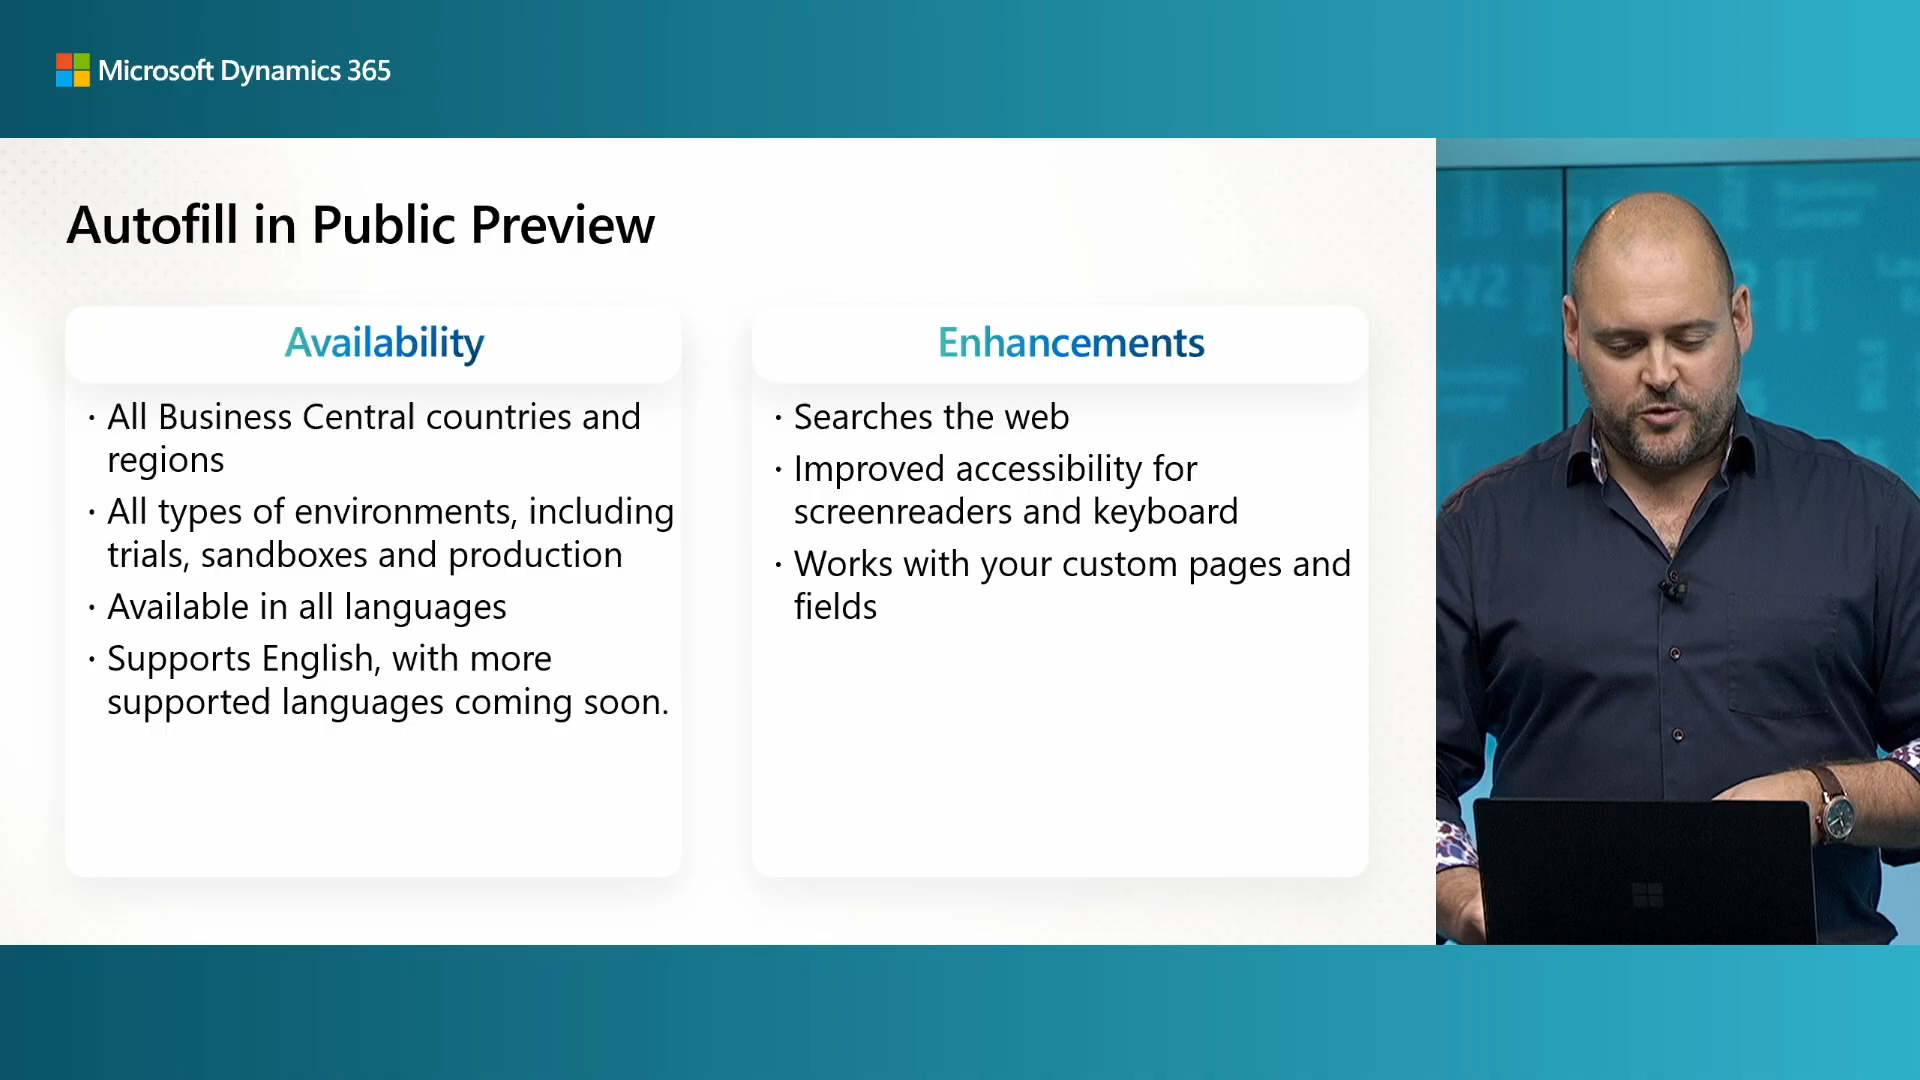 Microsoft Dynamics 365
Autofill in Public Preview
Availability
· All Business Central countries and
regions
· All types of environments, including
trials, sandboxes and production
· Available in all languages
· Supports English, with more
supported languages coming soon.
Enhancements
· Searches the web
· Improved accessibility for
screenreaders and keyboard
· Works with your custom pages and
fields
W2